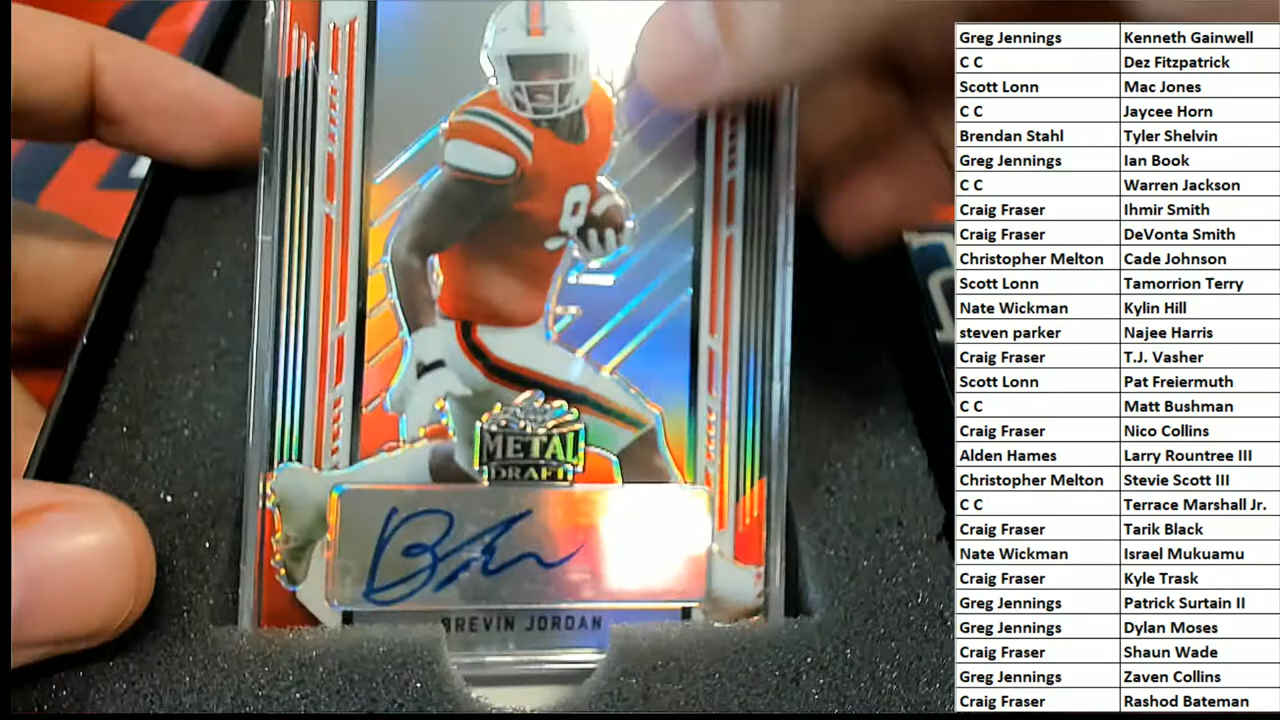 METAL
DRAFT
BREVIN JORDAN
9
Greg Jennings Kenneth Gainwell
C C Dez Fitzpatrick
Scott Lonn Mac Jones
C C Jaycee Horn
Brendan Stahl Tyler Shelvin
Greg Jennings Ian Book
C C Warren Jackson
Craig Fraser Ihmir Smith
Craig Fraser DeVonta Smith
Christopher Melton Cade Johnson
Scott Lonn Tamorrion Terry
Nate Wickman Kylin Hill
steven parker Najee Harris
Craig Fraser T.J. Vasher
Scott Lonn Pat Freiermuth
C C Matt Bushman
Craig Fraser Nico Collins
Alden Hames Larry Rountree III
Christopher Melton Stevie Scott III
C C Terrace Marshall Jr.
Craig Fraser Tarik Black
Nate Wickman Israel Mukuamu
Craig Fraser Kyle Trask
Greg Jennings Patrick Surtain II
Greg Jennings Dylan Moses
Craig Fraser Shaun Wade
Greg Jennings Zaven Collins
Craig Fraser Rashod Bateman